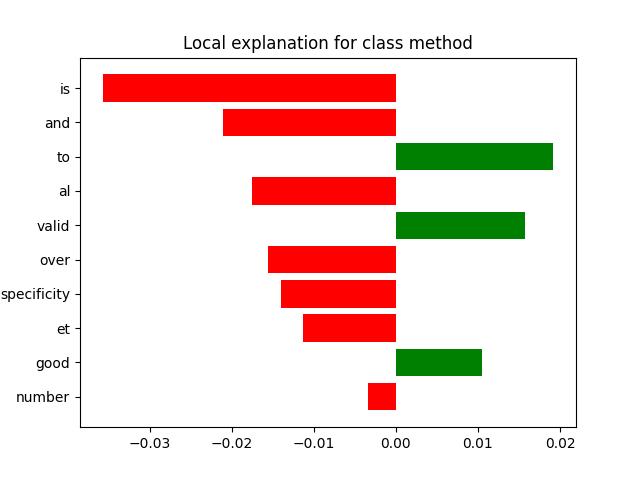 Local explanation for class method
is
and
to
al
valid
over
specificity
et
good
number
−0.03 −0.02 −0.01 0.00 0.01 0.02